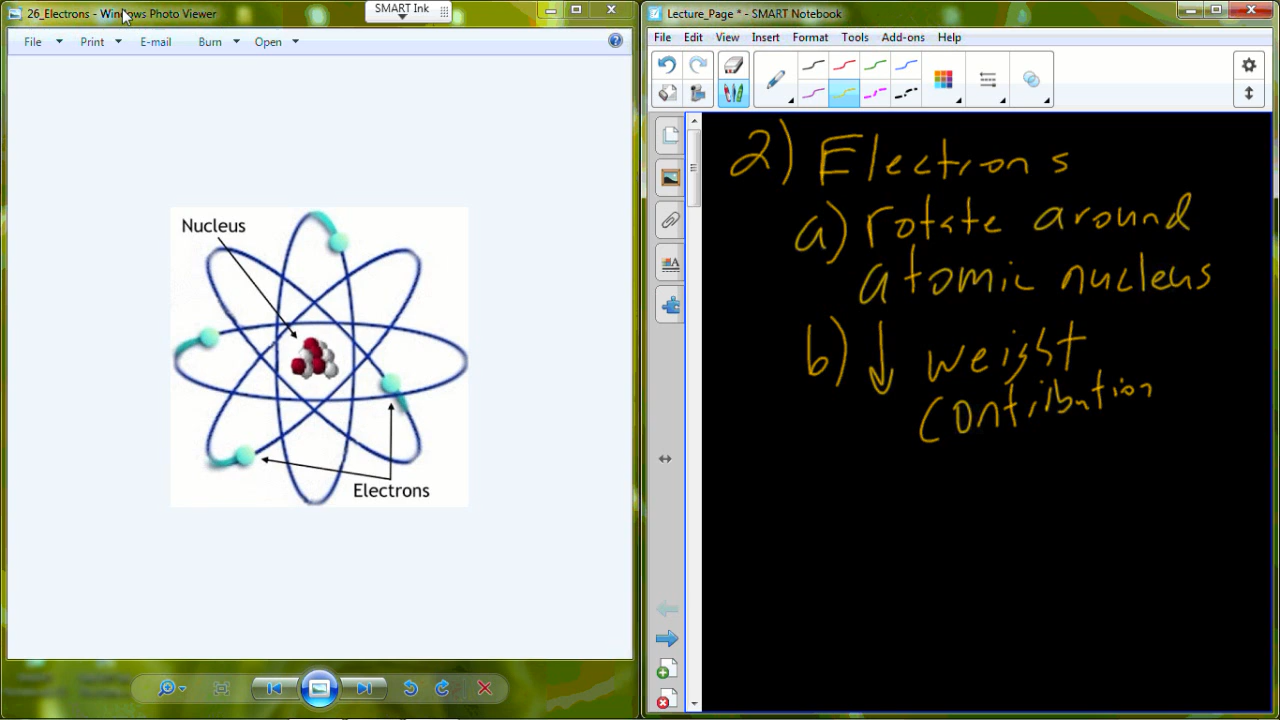 26_Electrons - Windows Photo Viewer
SMART Ink
File Print E-mail Burn Open
Nucleus
Electrons
Lecture_Page * - SMART Notebook
File Edit View Insert Format Tools Add-ons Help
2) Electrons
a) rotate around
atomic nucleus
b) ↓ weight
contribution